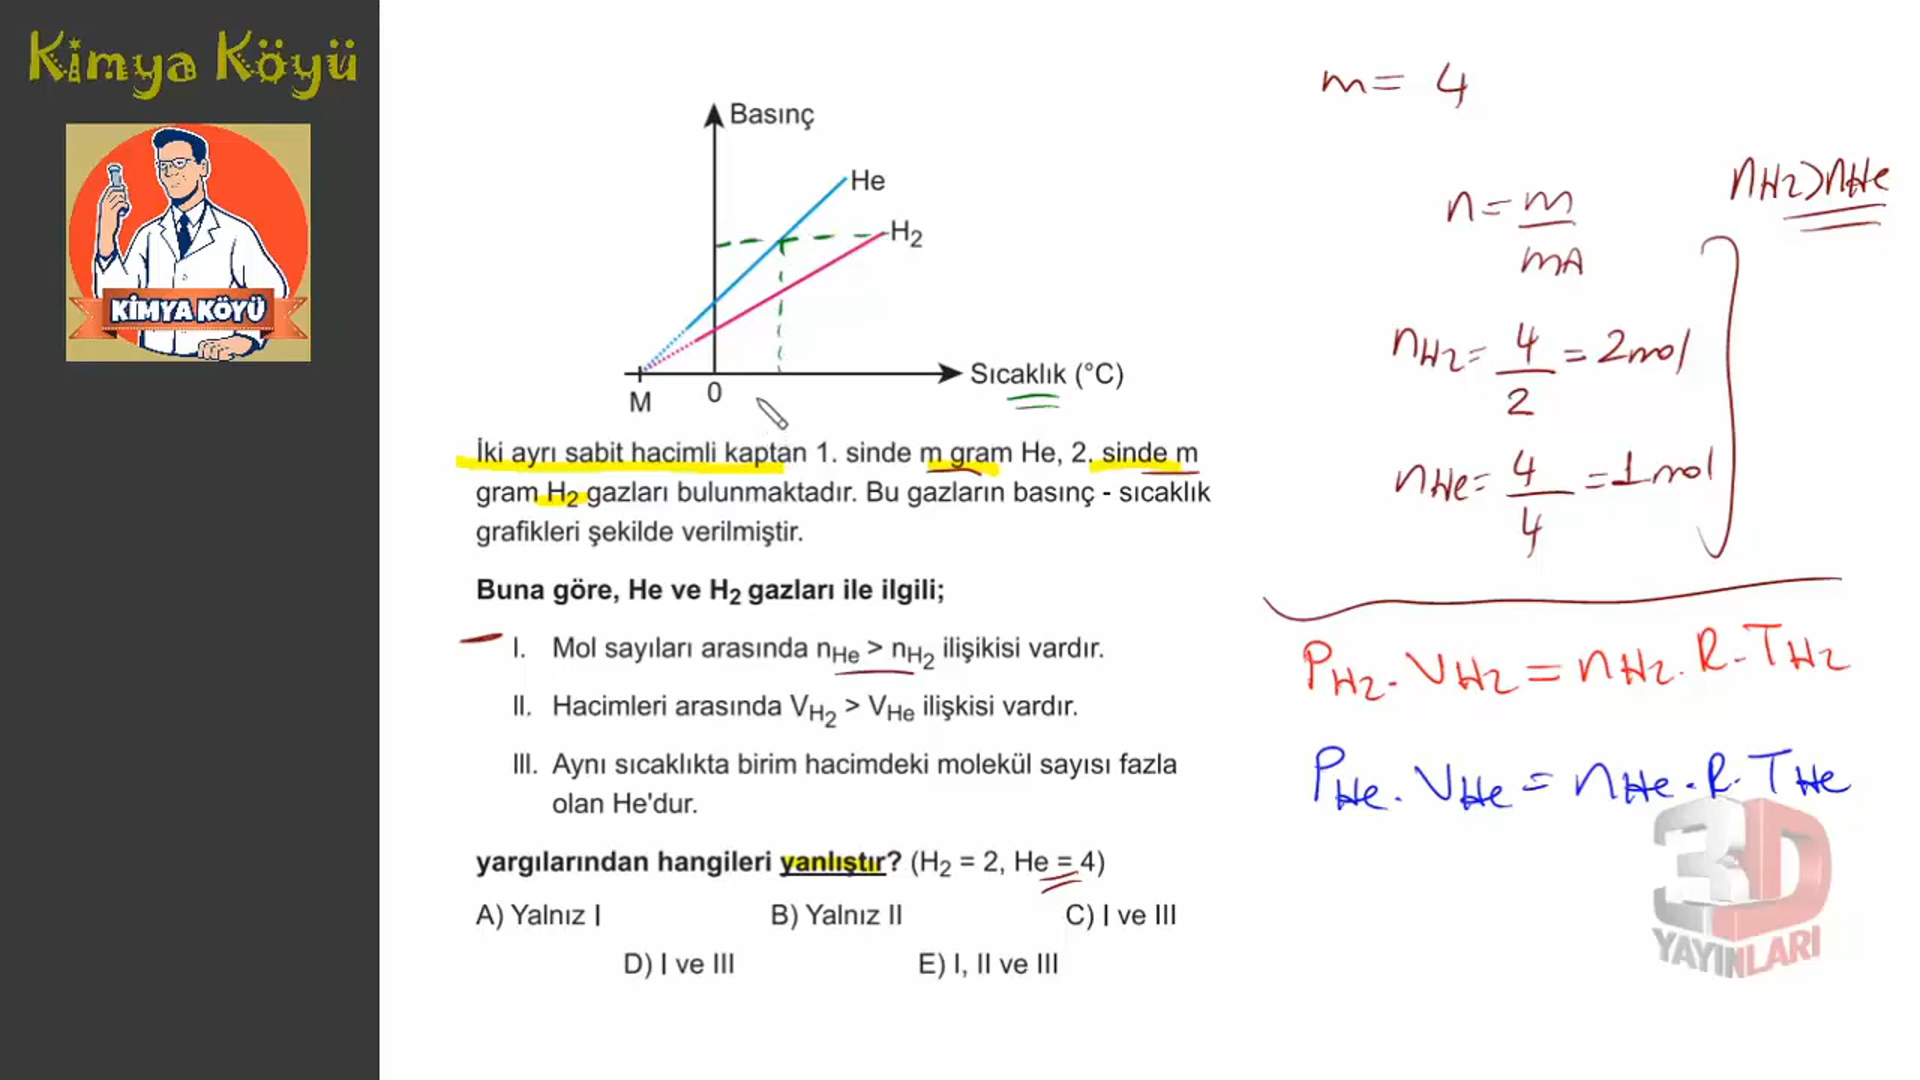 Kimya Köyü
KİMYA KÖYÜ
Basınç
He
H2
Sıcaklık (°C)
M
0
İki ayrı sabit hacimli kaptan 1. sinde m gram He, 2. sinde m
gram H2 gazları bulunmaktadır. Bu gazların basınç - sıcaklık
grafikleri şekilde verilmiştir.
Buna göre, He ve H2 gazları ile ilgili;
I. Mol sayıları arasında nHe > nH2 ilişikisi vardır.
II. Hacimleri arasında VH2 > VHe ilişkisi vardır.
III. Aynı sıcaklıkta birim hacimdeki molekül sayısı fazla
olan He'dur.
yargılarından hangileri yanlıştır? (H2 = 2, He = 4)
A) Yalnız I B) Yalnız II C) I ve III
D) I ve III E) I, II ve III
m = 4
nH2>nHe
n = m
mA
nH2 = 4 = 2mol
2
nHe = 4 = 1mol
4
PH2 . VH2 = nH2 . R . TH2
PHe . VHe = nHe . R . THe
3D
YAYINLARI